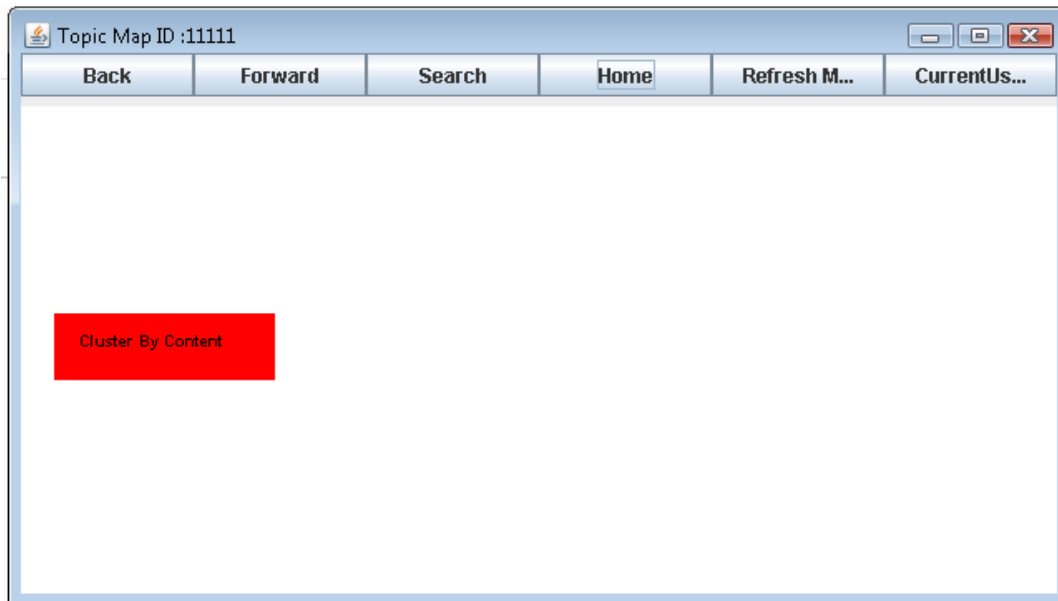 Topic Map ID :11111
Back Forward Search Home Refresh M... CurrentUs...
Cluster By Content